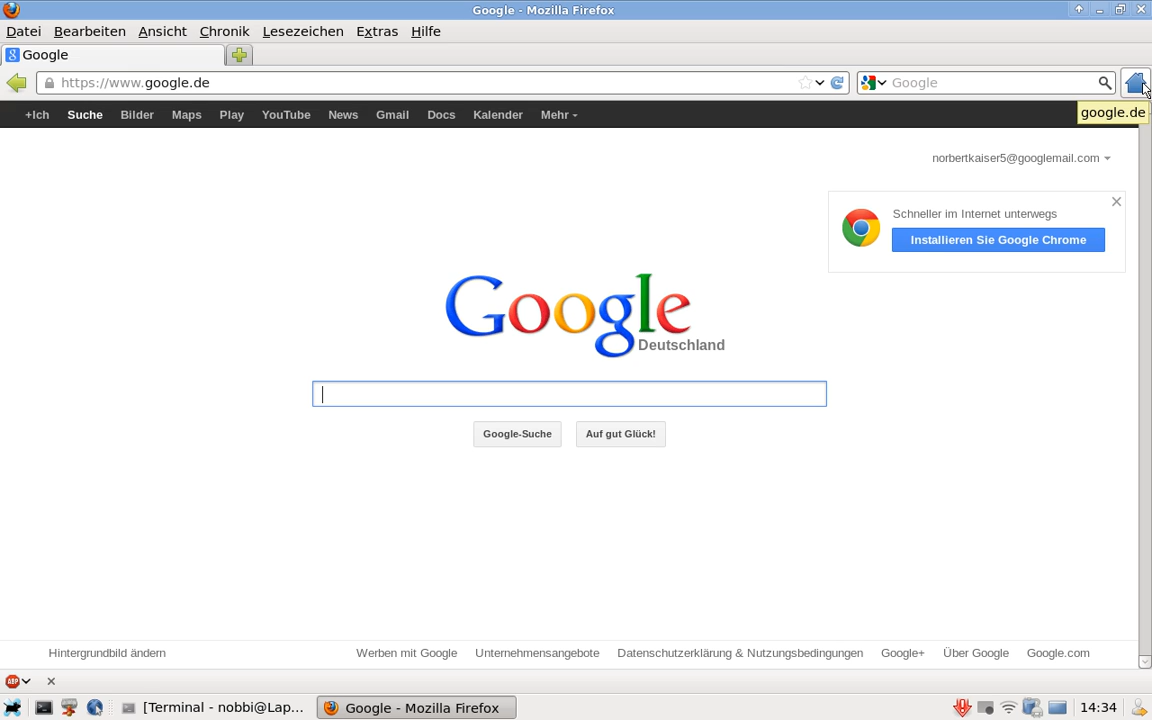 Google - Mozilla Firefox
Datei Bearbeiten Ansicht Chronik Lesezeichen Extras Hilfe
Google
https://www.google.de Google
google.de
+Ich Suche Bilder Maps Play YouTube News Gmail Docs Kalender Mehr
norbertkaiser5@googlemail.com
Schneller im Internet unterwegs
Installieren Sie Google Chrome
Google
Deutschland
Google-Suche Auf gut Glück!
Hintergrundbild ändern Werben mit Google Unternehmensangebote Datenschutzerklärung & Nutzungsbedingungen Google+ Über Google Google.com
ABP
[Terminal - nobbi@Lap... Google - Mozilla Firefox 14:34